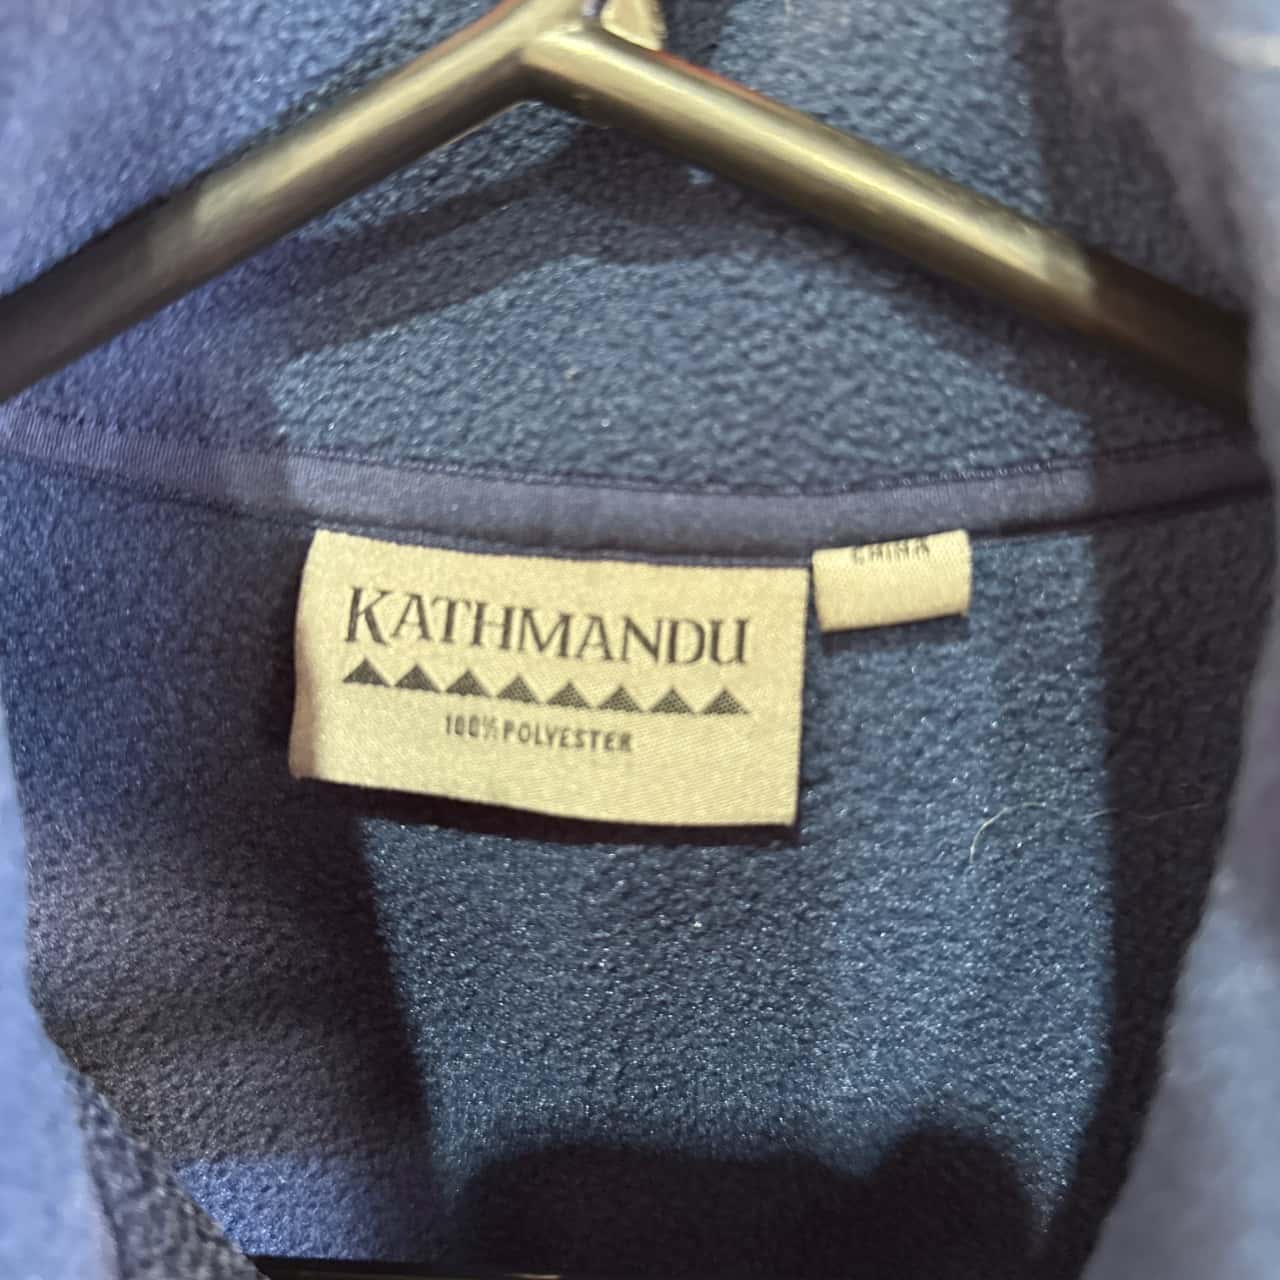 KATHMANDU
100% POLYESTER
CHINA